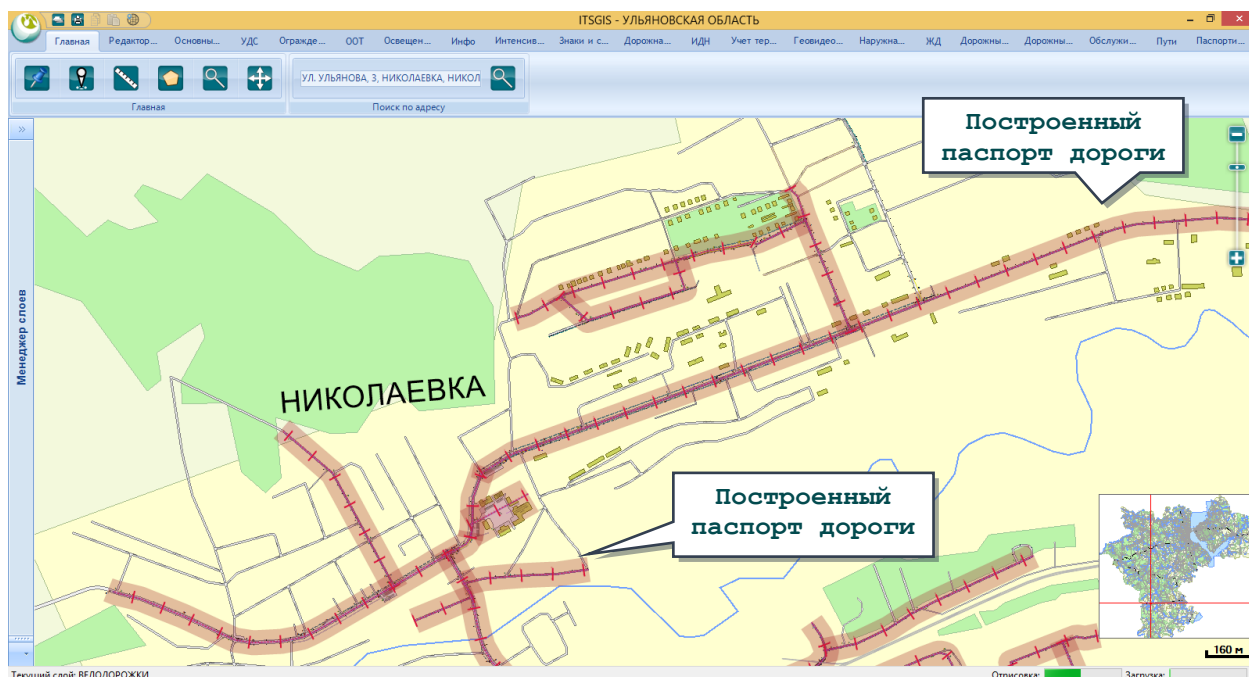 ITSGIS - УЛЬЯНОВСКАЯ ОБЛАСТЬ
Главная Редактор... Основны... УДС Огражде... ООТ Освещен... Инфо Интенсив... Знаки и с... Дорожна... ИДН Учет тер... Геовидео... Наружна... ЖД Дорожны... Дорожны... Обслужи... Пути Паспорти...
УЛ. УЛЬЯНОВА, 3, НИКОЛАЕВКА, НИКОЛ
Главная Поиск по адресу
Построенный
паспорт дороги
Менеджер слоев
НИКОЛАЕВКА
Построенный
паспорт дороги
160 м
Текущий слой: ВЕЛОДОРОЖКИ Отрисовка: Загрузка: